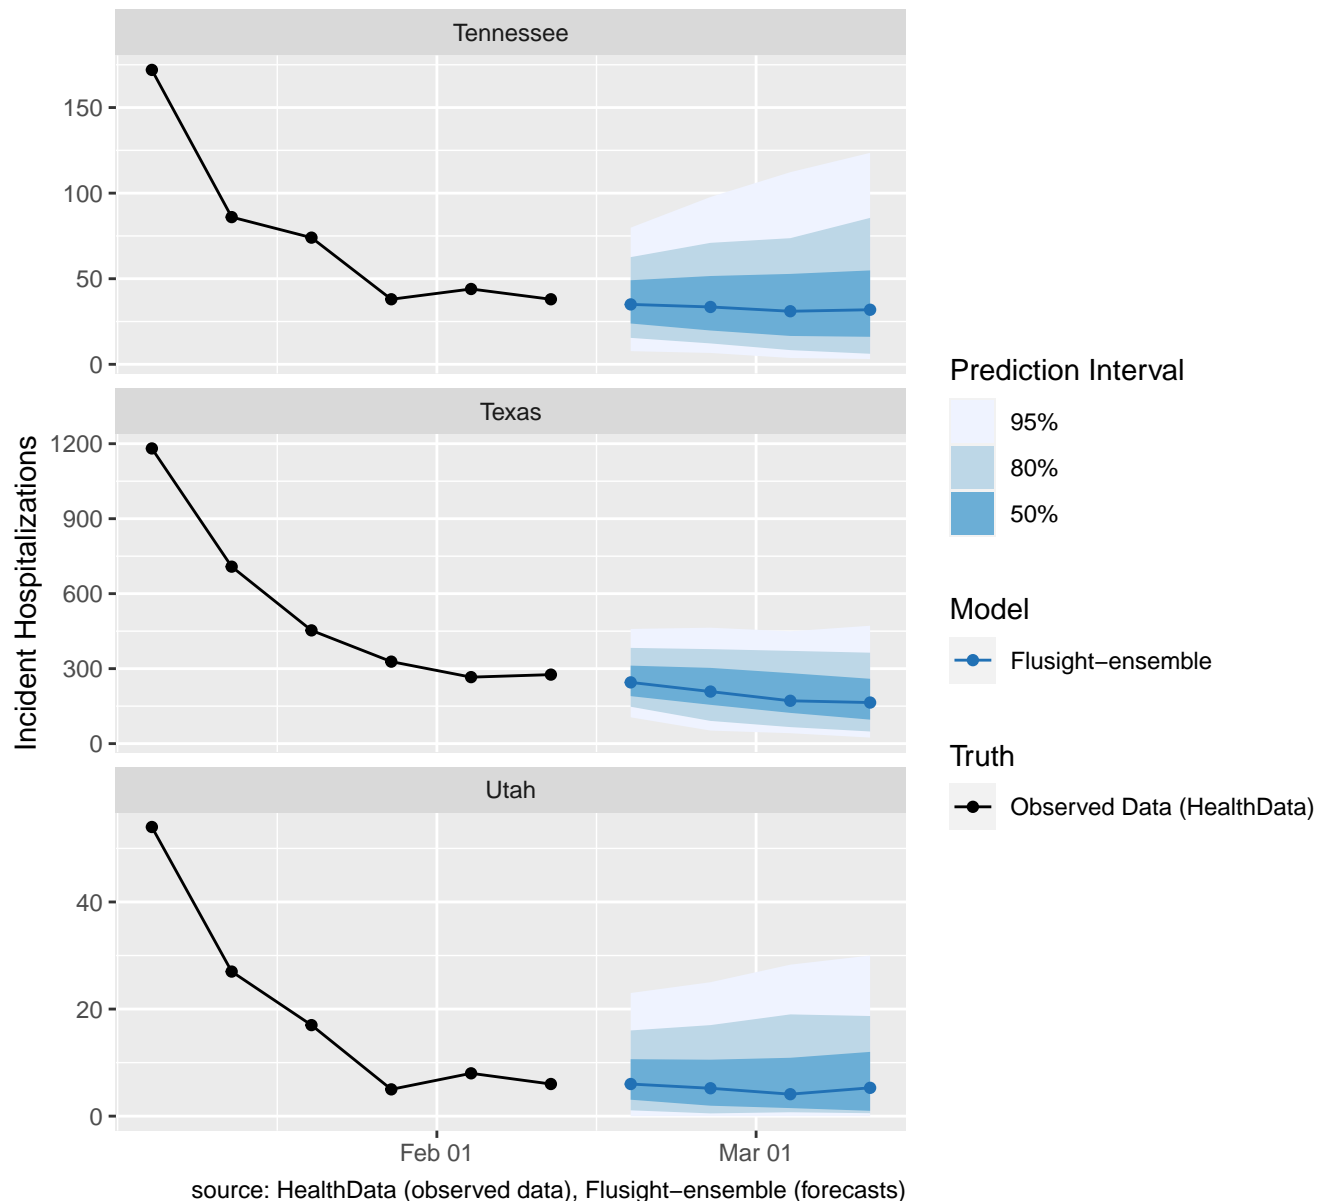 Tennessee
150
100
50
0
Texas
1200
900
600
300
0
Utah
40
20
0
Feb 01
Mar 01
Incident Hospitalizations
source: HealthData (observed data), Flusight−ensemble (forecasts)
Prediction Interval
95%
80%
50%
Model
Flusight−ensemble
Truth
Observed Data (HealthData)